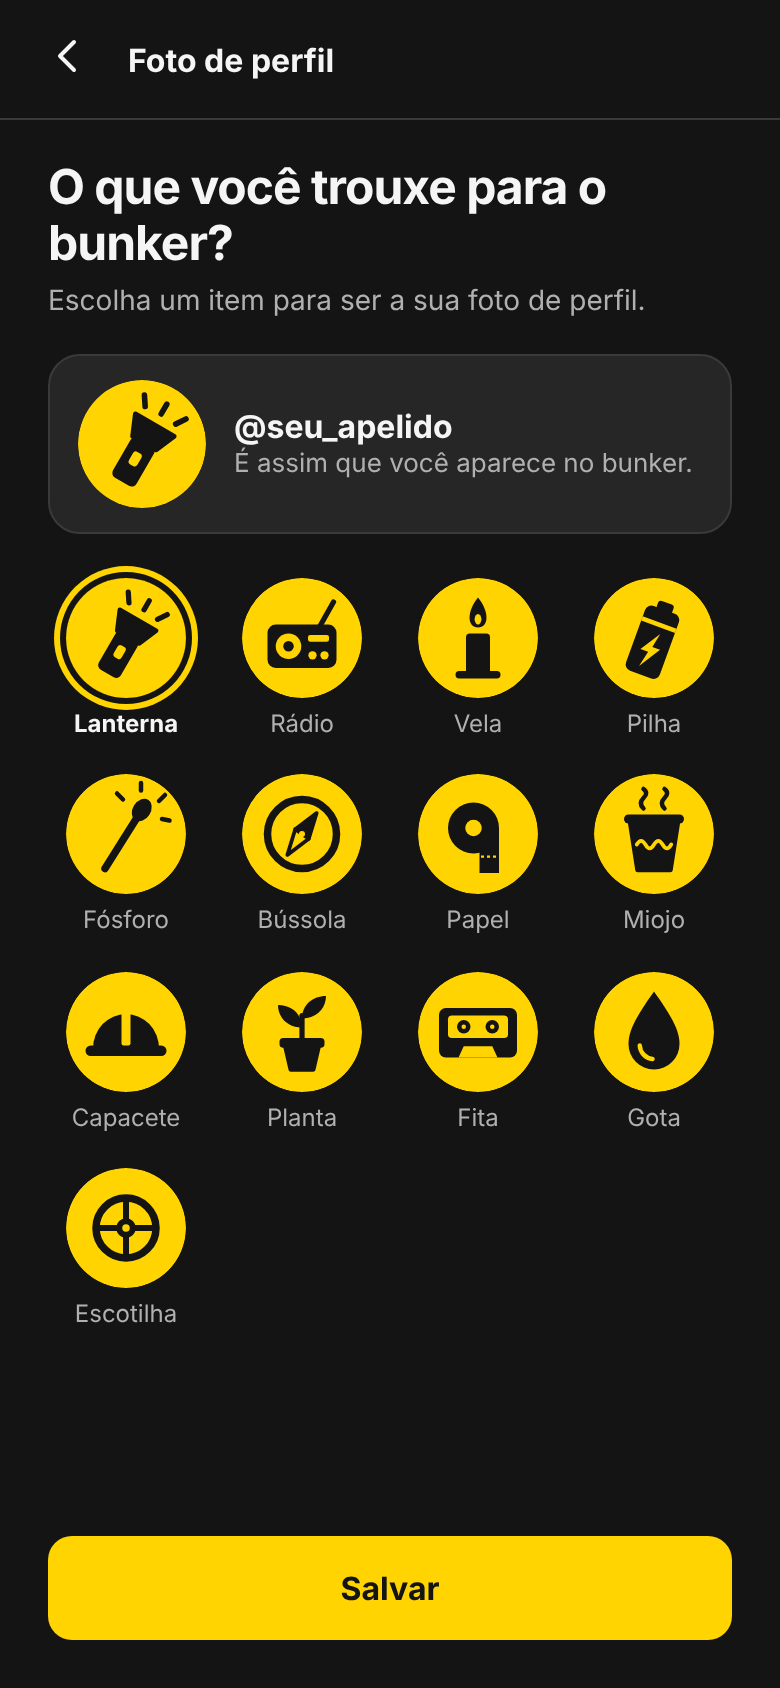 Foto de perfil
O que você trouxe para o
bunker?
Escolha um item para ser a sua foto de perfil.
@seu_apelido
É assim que você aparece no bunker.
Lanterna
Rádio
Vela
Pilha
Fósforo
Bússola
Papel
Miojo
Capacete
Planta
Fita
Gota
Escotilha
Salvar